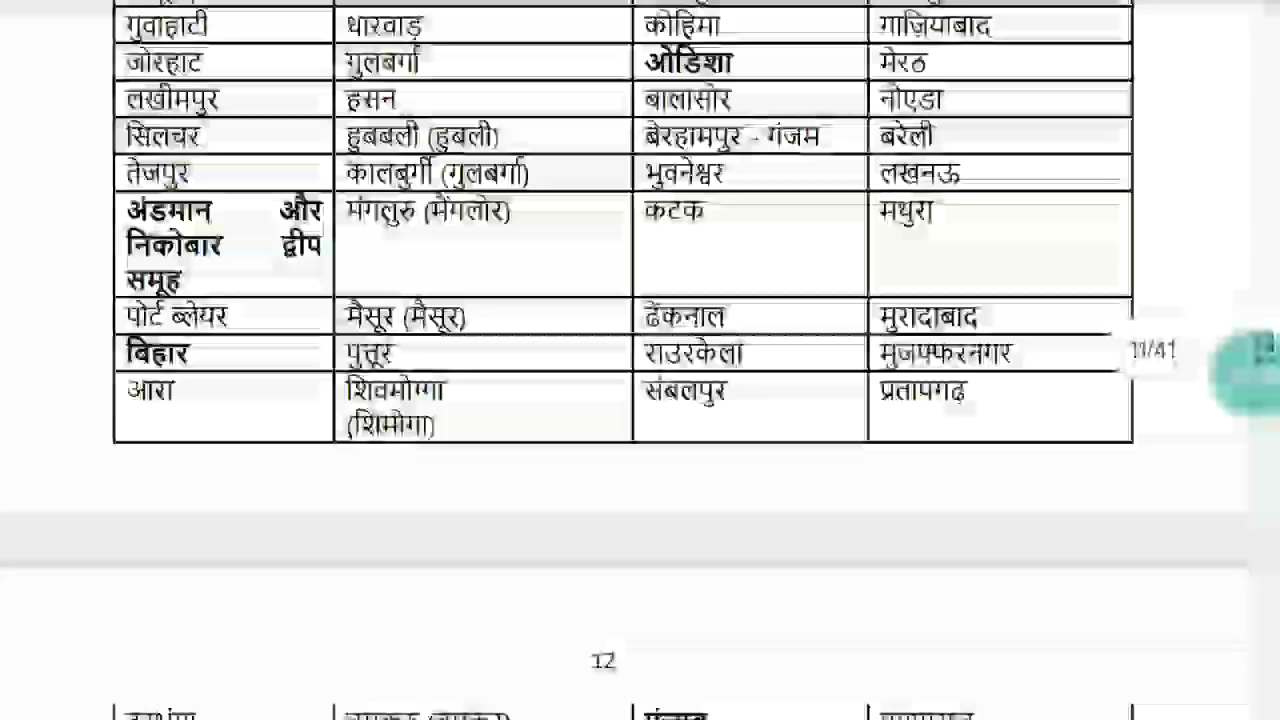 गुवाहाटी धारवाड़ कोहिमा गाज़ियाबाद
जोरहाट गुलबर्गा ओडिशा मेरठ
लखीमपुर हसन बालासोर नोएडा
सिलचर हुबबली (हुबली) बेरहामपुर - गंजम बरेली
तेजपुर कालबुर्गी (गुलबर्गा) भुवनेश्वर लखनऊ
अंडमान और मंगलुरु (मैंगलोर) कटक मथुरा
निकोबार द्वीप
समूह
पोर्ट ब्लेयर मैसूर (मैसूर) ढेंकनाल मुरादाबाद
बिहार पुत्तूर राउरकेला मुजफ्फरनगर 11/41
आरा शिवमोग्गा संबलपुर प्रतापगढ़
(शिमोगा)
12